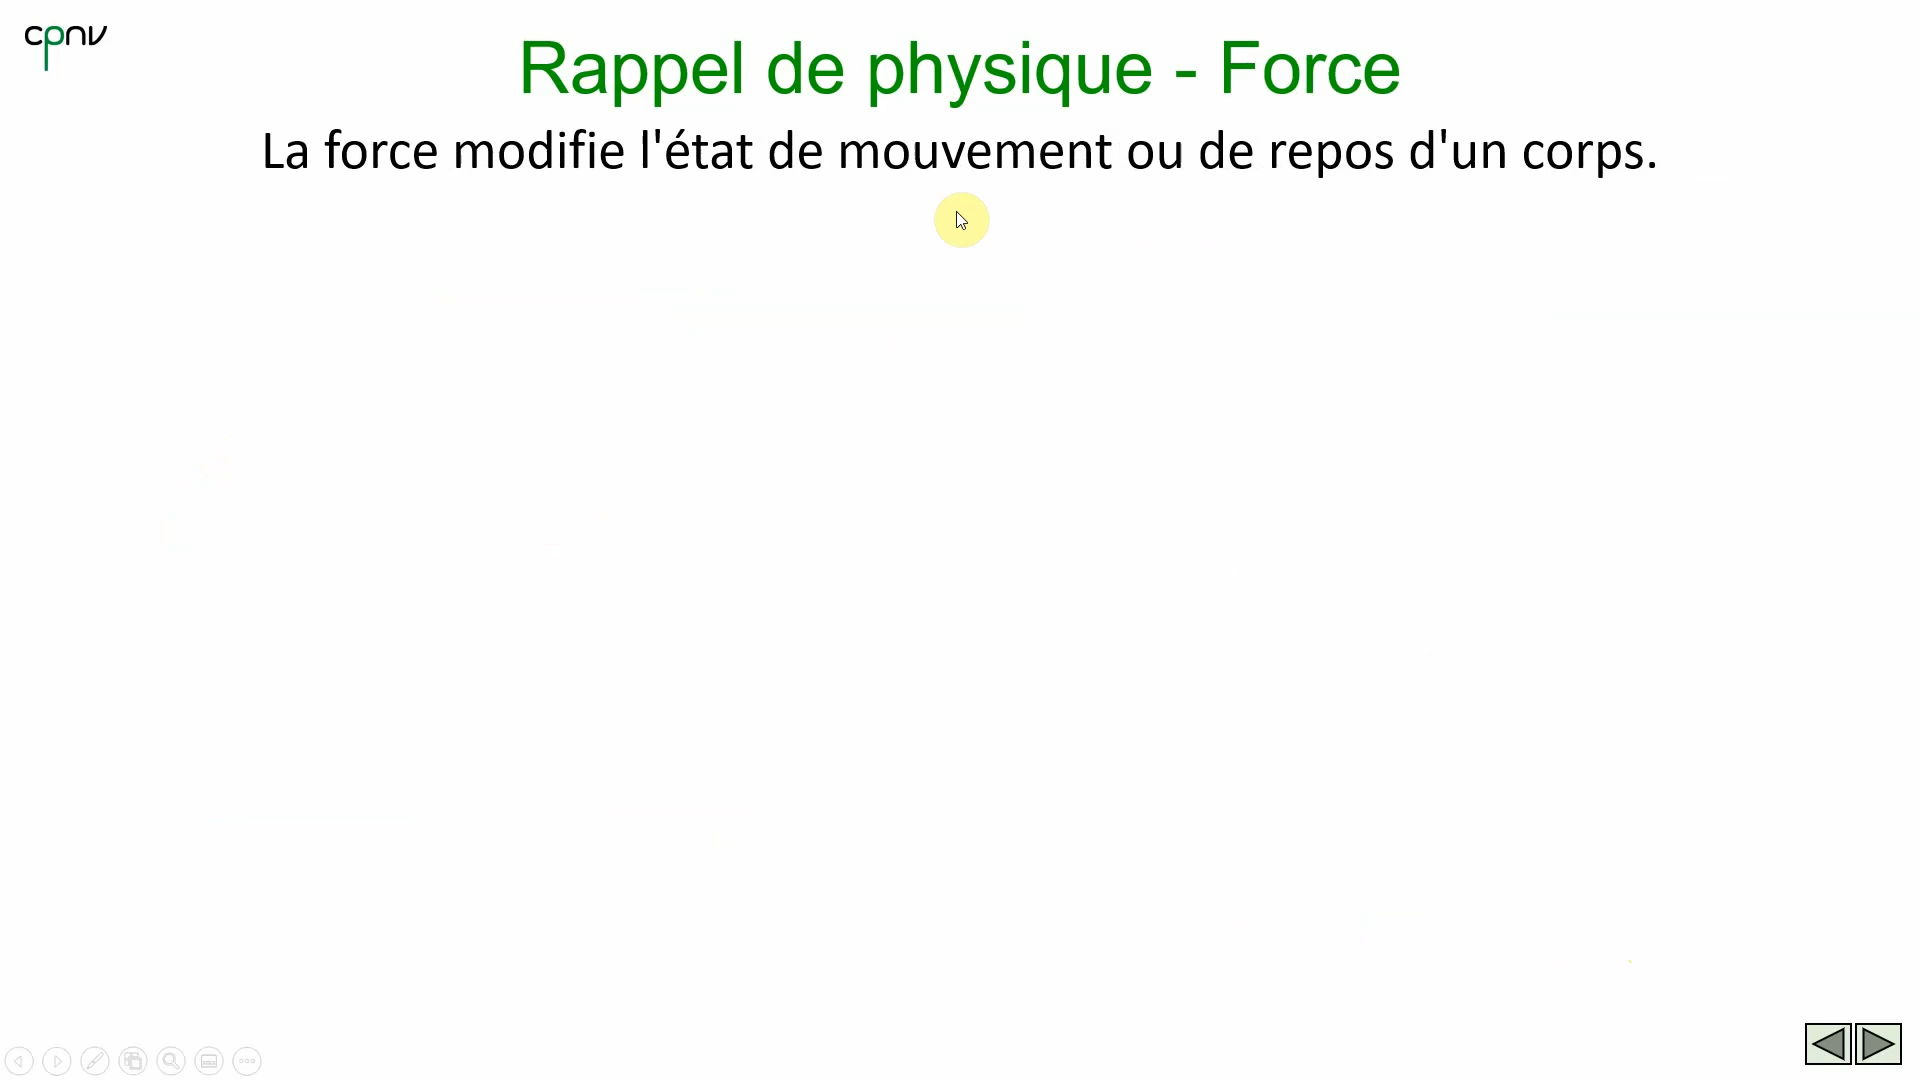 cpnv
Rappel de physique - Force
La force modifie l'état de mouvement ou de repos d'un corps.